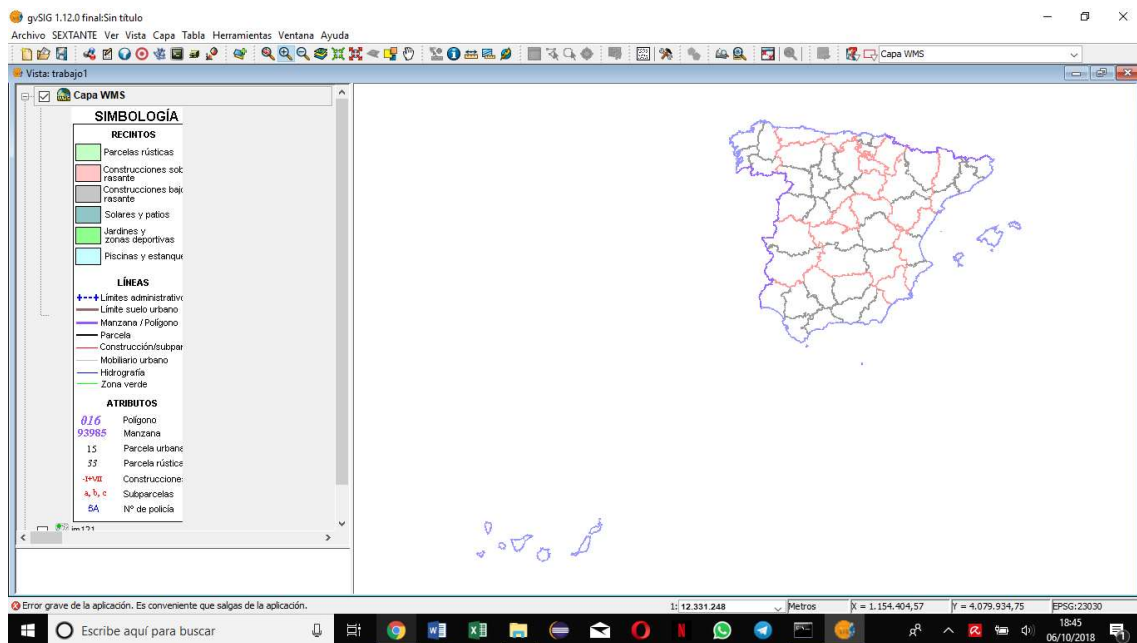 gvSIG 1.12.0 final:Sin título
Archivo SEXTANTE Ver Vista Capa Tabla Herramientas Ventana Ayuda
Capa WMS
Vista: trabajo1
Capa WMS
SIMBOLOGÍA
RECINTOS
Parcelas rústicas
Construcciones sob
rasante
Construcciones bajo
rasante
Solares y patios
Jardines y
zonas deportivas
Piscinas y estanque
LÍNEAS
Límites administrativo
Límite suelo urbano
Manzana / Polígono
Parcela
Construcción/subpar
Mobiliario urbano
Hidrografía
Zona verde
ATRIBUTOS
016 Polígono
93985 Manzana
15 Parcela urbana
33 Parcela rústica
-I+VII Construccione
a, b, c Subparcelas
8A Nº de policía
im121
Error grave de la aplicación. Es conveniente que salgas de la aplicación.
1: 12.331.248 Metros X = 1.154.404,57 Y = 4.079.934,75 EPSG:23030
Escribe aquí para buscar
18:45
06/10/2018